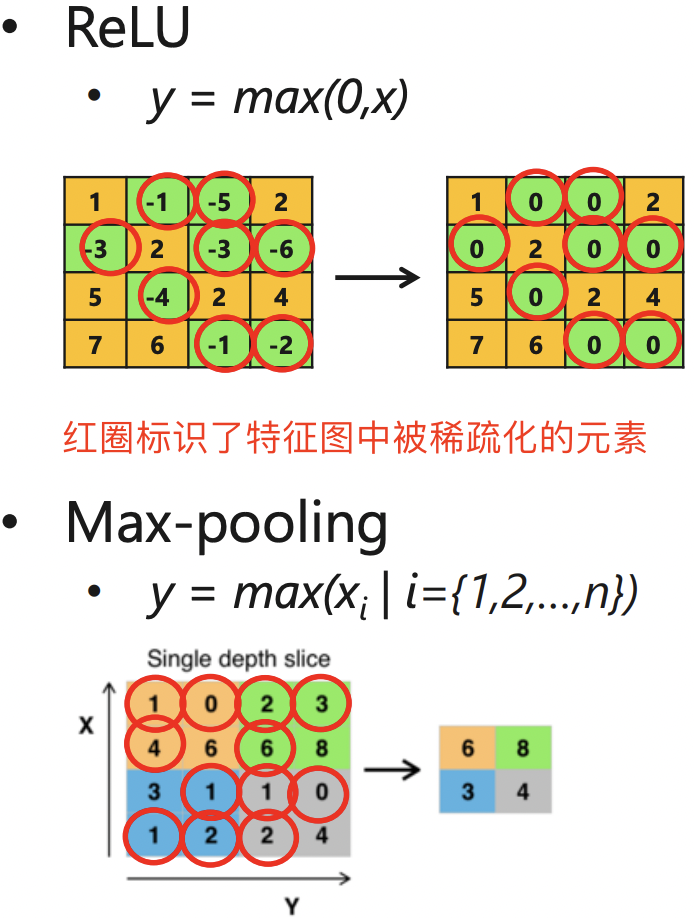 • ReLU
• y = max(0,x)
1 -1 -5 2 1 0 0 2
-3 2 -3 -6 0 2 0 0
5 -4 2 4 5 0 2 4
7 6 -1 -2 7 6 0 0
红圈标识了特征图中被稀疏化的元素
• Max-pooling
• y = max(xi | i={1,2,...,n})
Single depth slice
X
1 0 2 3
4 6 6 8
3 1 1 0
1 2 2 4
6 8
3 4
Y